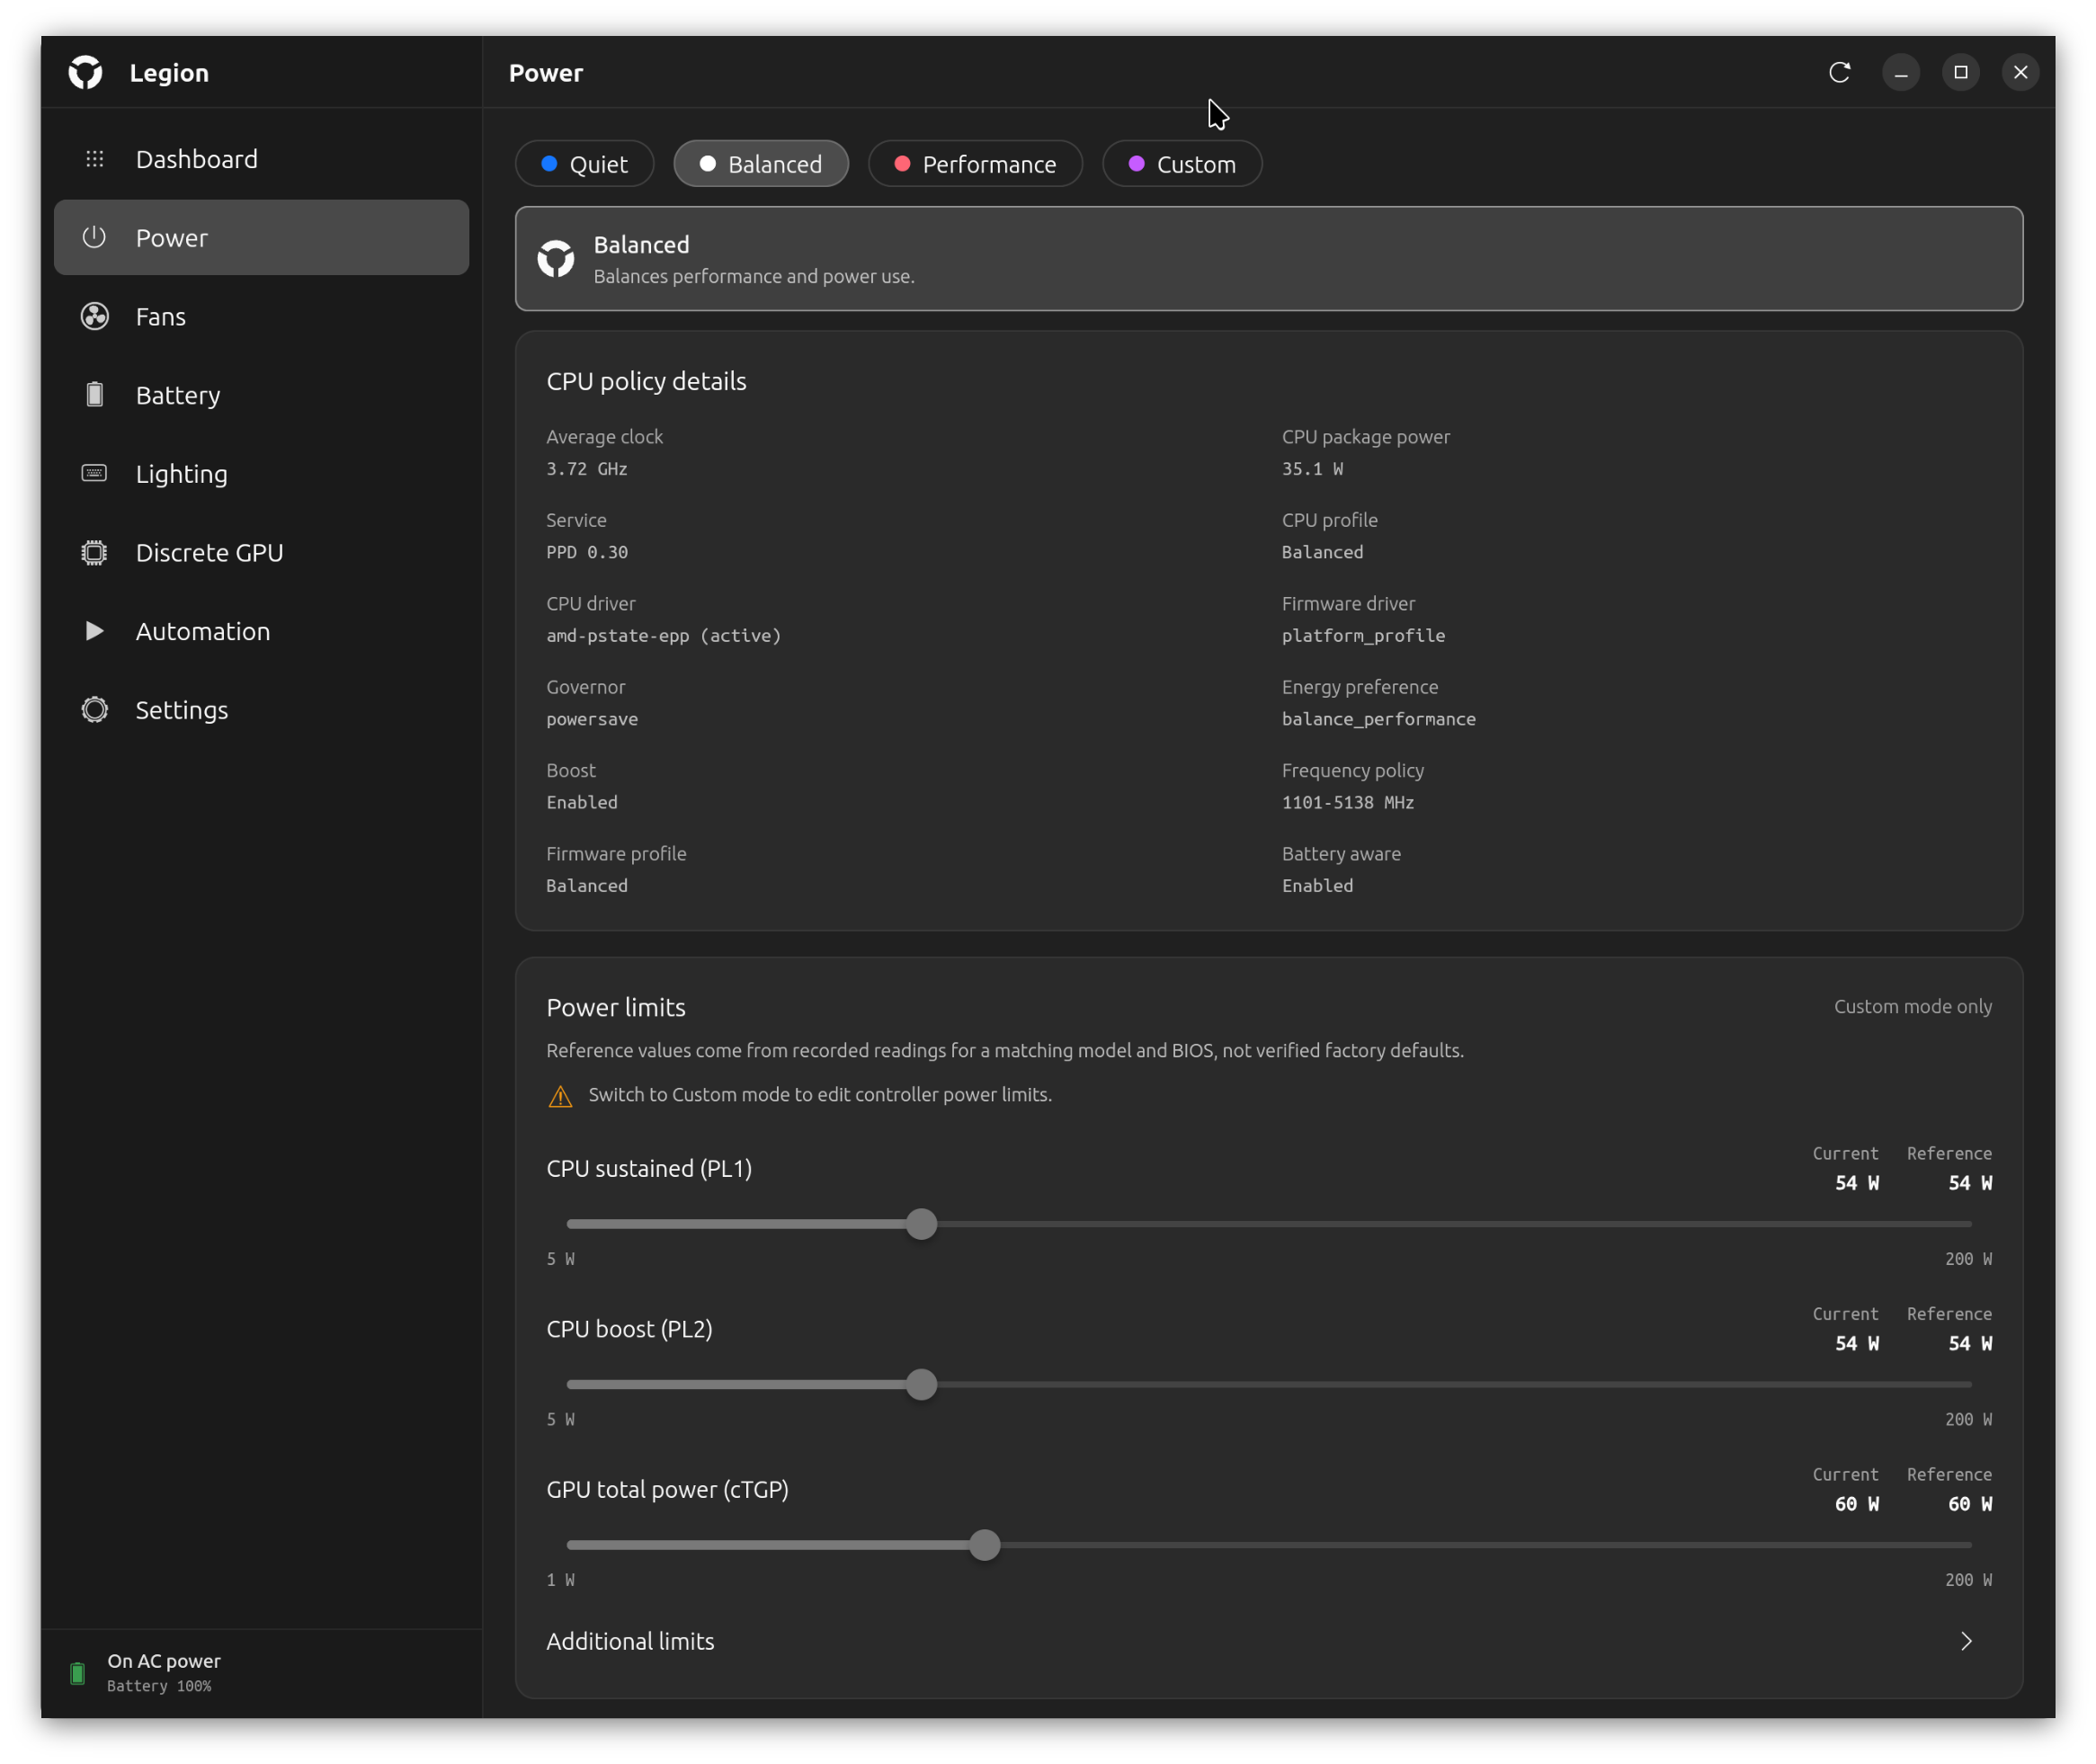 Legion
Power
Dashboard
Power
Fans
Battery
Lighting
Discrete GPU
Automation
Settings
On AC power
Battery 100%
Quiet
Balanced
Performance
Custom
Balanced
Balances performance and power use.
CPU policy details
Average clock
3.72 GHz
CPU package power
35.1 W
Service
PPD 0.30
CPU profile
Balanced
CPU driver
amd-pstate-epp (active)
Firmware driver
platform_profile
Governor
powersave
Energy preference
balance_performance
Boost
Enabled
Frequency policy
1101-5138 MHz
Firmware profile
Balanced
Battery aware
Enabled
Power limits
Custom mode only
Reference values come from recorded readings for a matching model and BIOS, not verified factory defaults.
Switch to Custom mode to edit controller power limits.
CPU sustained (PL1)
Current Reference
54 W 54 W
5 W 200 W
CPU boost (PL2)
Current Reference
54 W 54 W
5 W 200 W
GPU total power (cTGP)
Current Reference
60 W 60 W
1 W 200 W
Additional limits